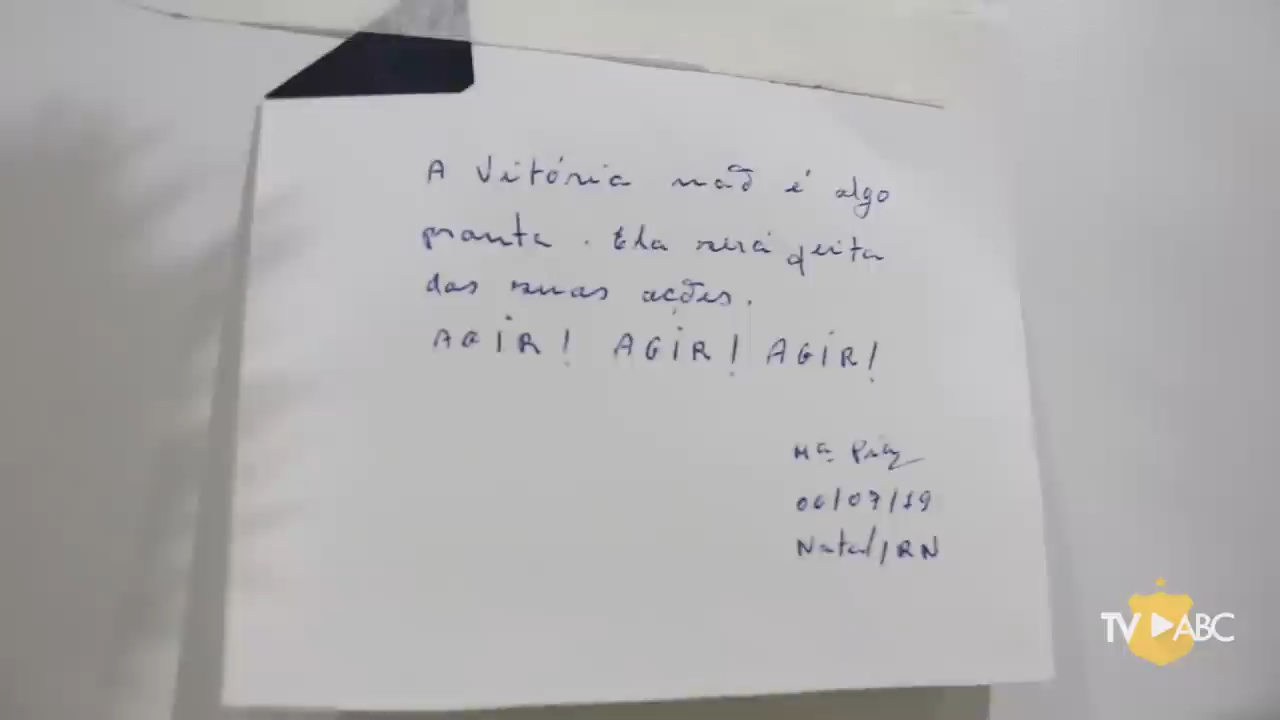 A Vitória não é algo
pronta. Ela será feita
das suas ações.
AGIR! AGIR! AGIR!
Mª
06/07/19
Natal/RN
TV ABC